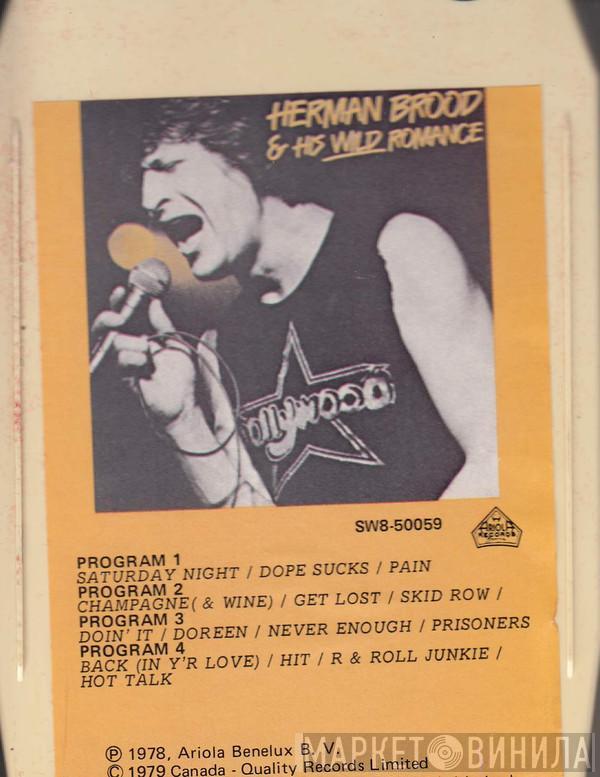 HERMAN BROOD
& HIS WILD ROMANCE
ollywood
SW8-50059
ARIOLA
RECORDS
PROGRAM 1
SATURDAY NIGHT / DOPE SUCKS / PAIN
PROGRAM 2
CHAMPAGNE( & WINE) / GET LOST / SKID ROW /
PROGRAM 3
DOIN' IT / DOREEN / NEVER ENOUGH / PRISONERS
PROGRAM 4
BACK (IN Y'R LOVE) / HIT / R & ROLL JUNKIE /
HOT TALK
℗ 1978, Ariola Benelux B. V.
© 1979 Canada - Quality Records Limited
МАРКЕТ ВИНИЛА